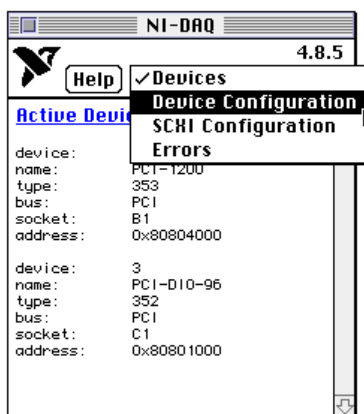 NI-DAQ
4.8.5
Help
✓Devices
Device Configuration
SCXI Configuration
Errors
Active Devi
device:
name: PCI-1200
type: 353
bus: PCI
socket: B1
address: 0x80804000
device: 3
name: PCI-DIO-96
type: 352
bus: PCI
socket: C1
address: 0x80801000